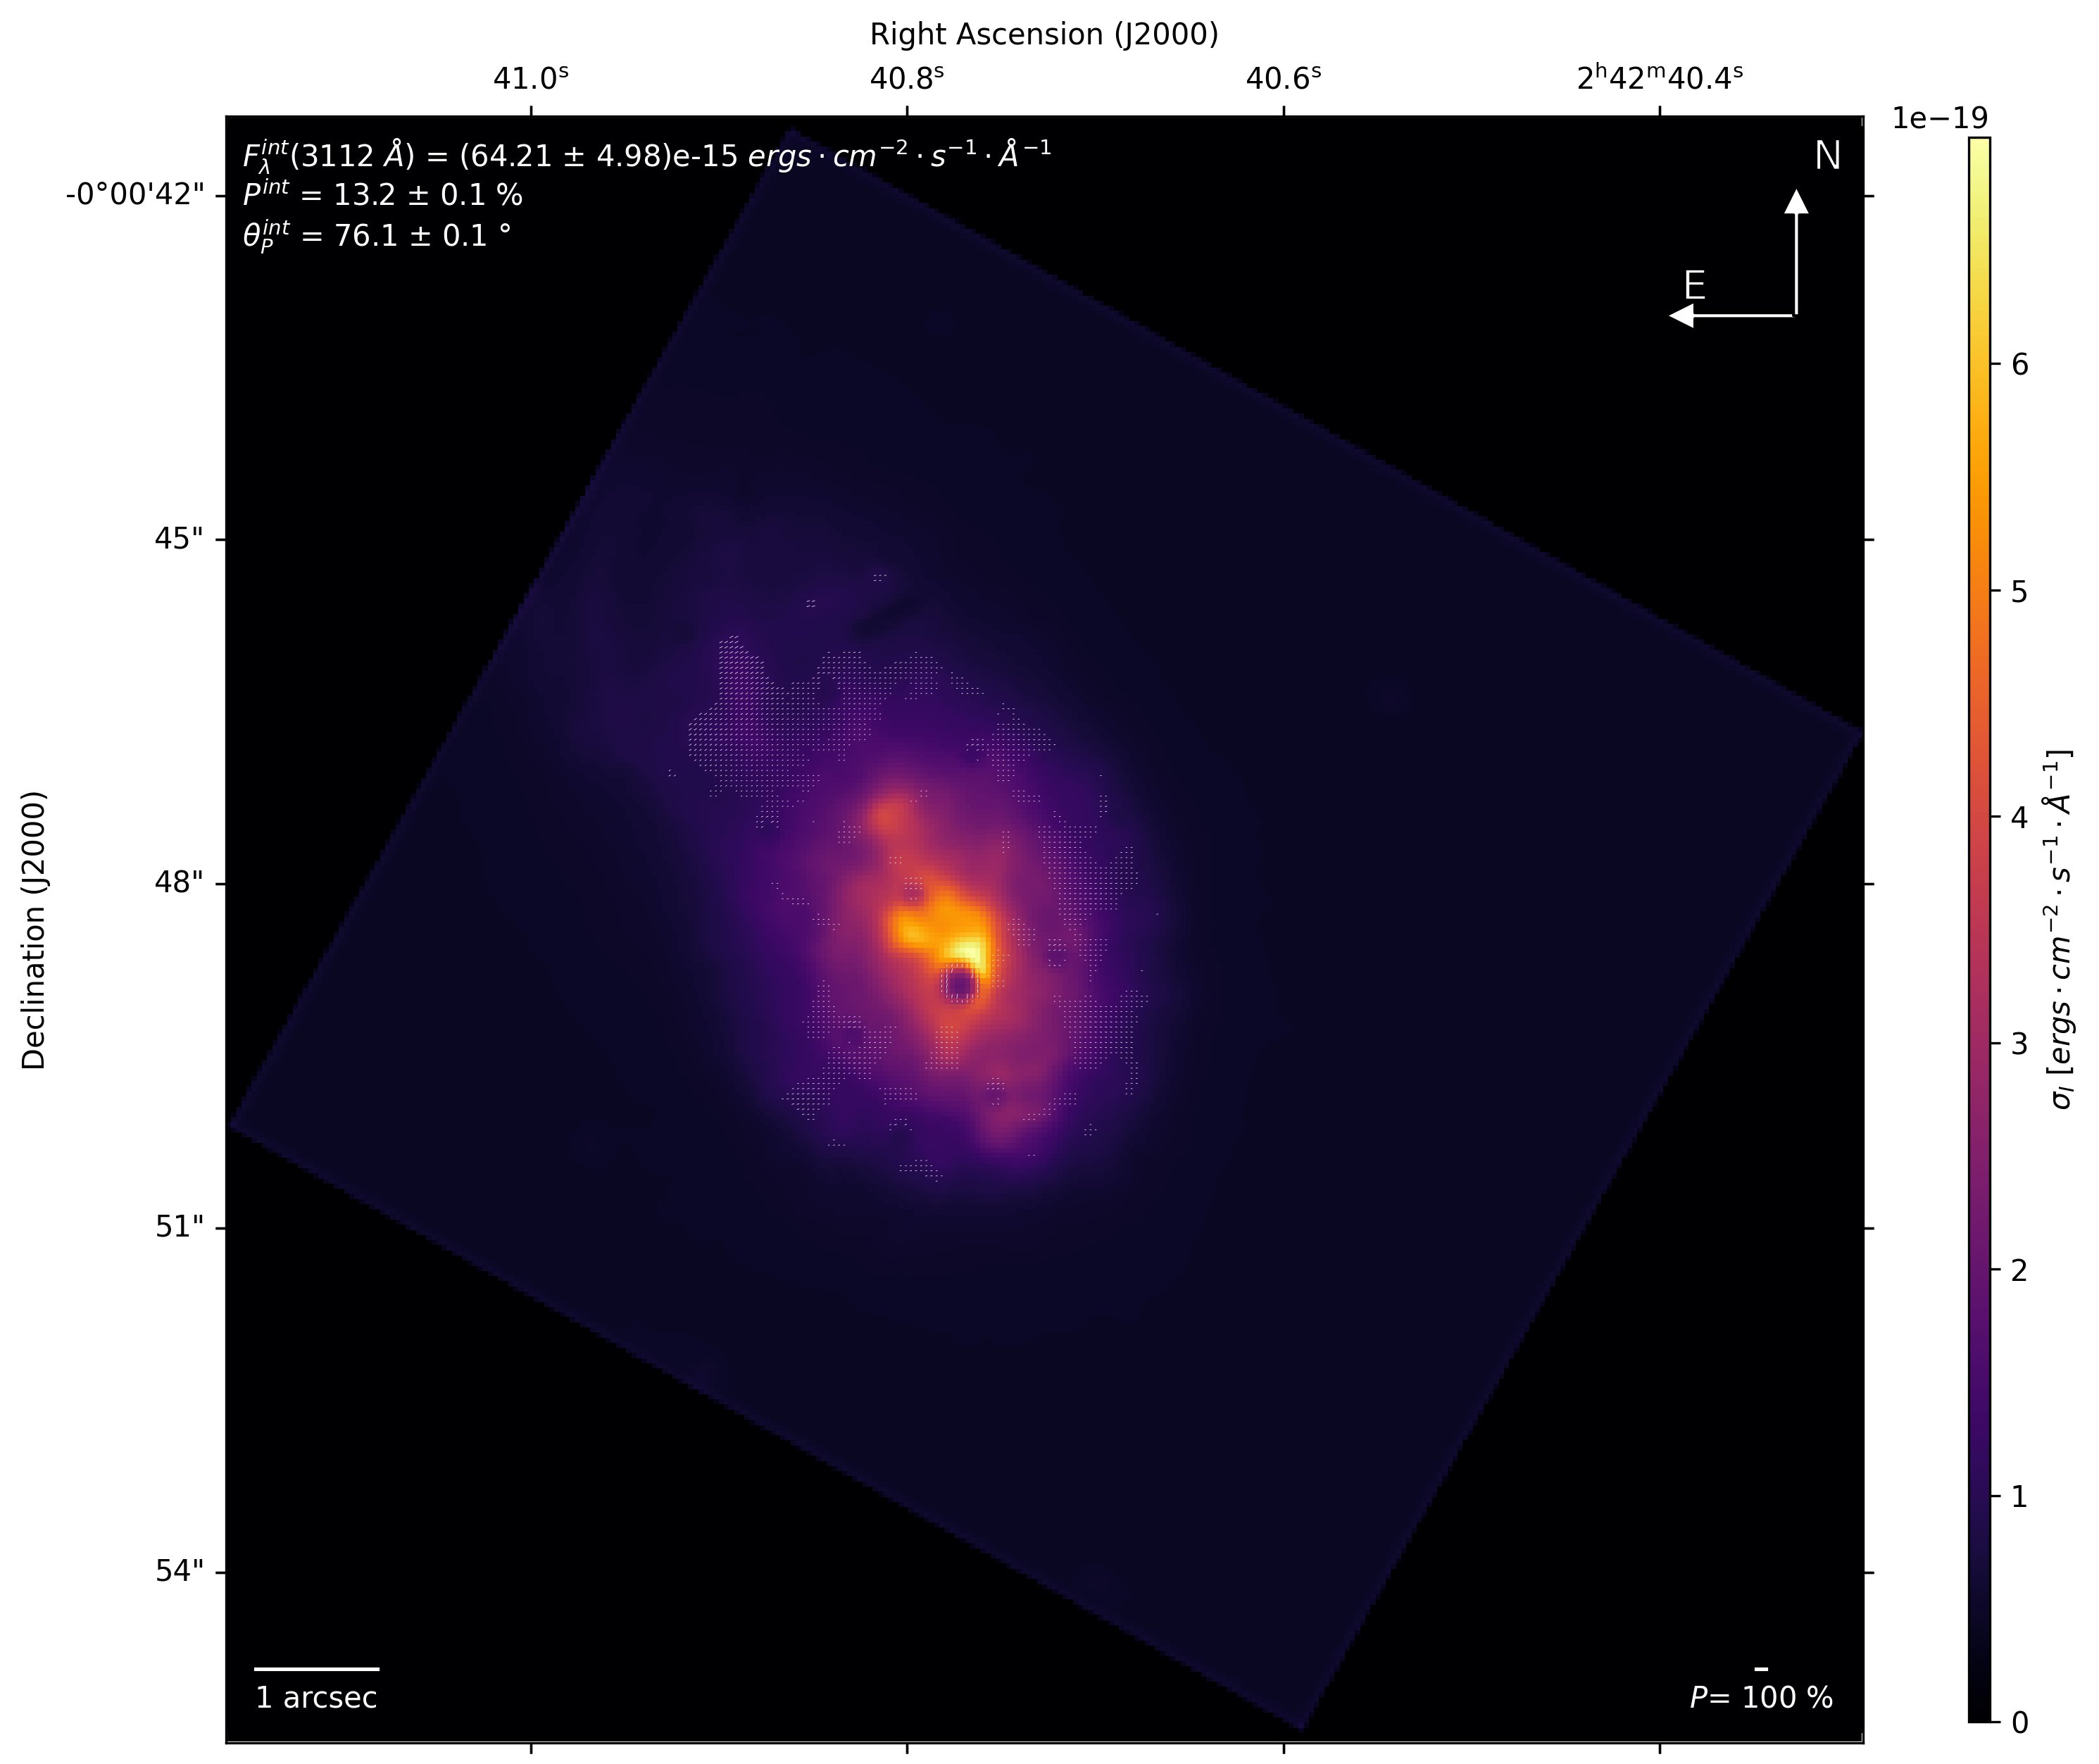 Right Ascension (J2000)
41.0ˢ 40.8ˢ 40.6ˢ 2ʰ42ᵐ40.4ˢ
1e−19
F_λ^int(3112 Å) = (64.21 ± 4.98)e-15 ergs · cm⁻² · s⁻¹ · Å⁻¹
P^int = 13.2 ± 0.1 %
θ_P^int = 76.1 ± 0.1 °
N
E
-0°00'42"
45"
48"
51"
54"
Declination (J2000)
6
5
4
3
2
1
0
σ_I [ergs · cm⁻² · s⁻¹ · Å⁻¹]
1 arcsec
P= 100 %